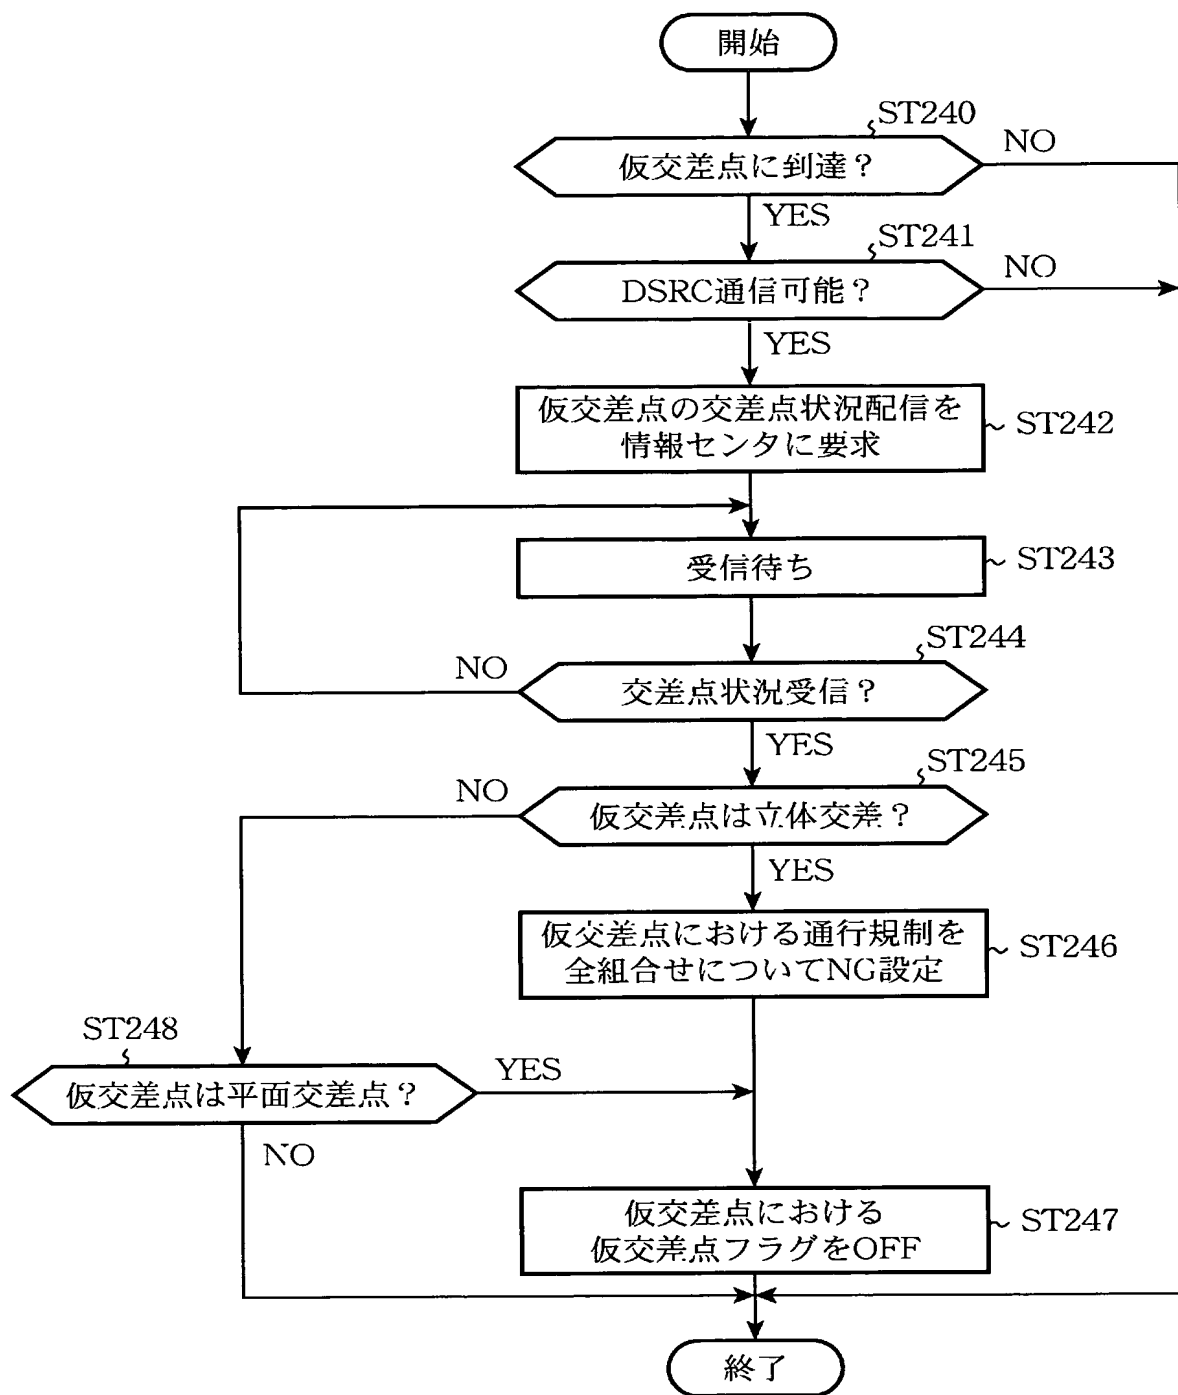 開始
ST240
仮交差点に到達？
NO
YES
ST241
DSRC通信可能？
NO
YES
仮交差点の交差点状況配信を
情報センタに要求
ST242
受信待ち
ST243
ST244
NO
交差点状況受信？
YES
ST245
NO
仮交差点は立体交差？
YES
仮交差点における通行規制を
全組合せについてNG設定
ST246
ST248
仮交差点は平面交差点？
YES
NO
仮交差点における
仮交差点フラグをOFF
ST247
終了